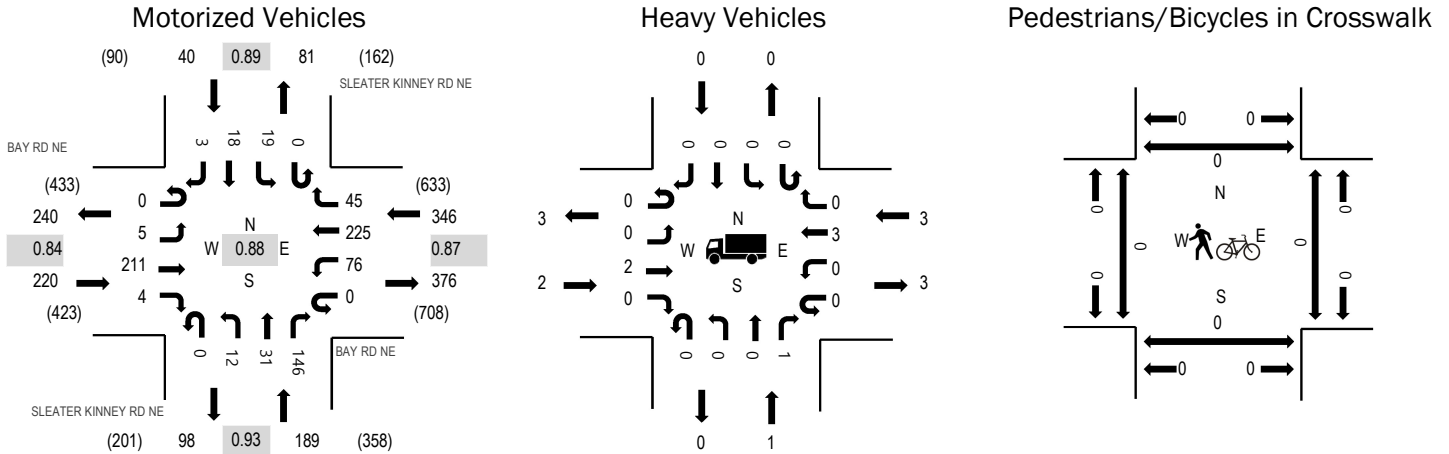 Motorized Vehicles
(90) 40 0.89 81 (162)
SLEATER KINNEY RD NE
3 18 19 0
BAY RD NE
(433) 0 45 (633)
240 5 N 225 346
0.84 W 0.88 E 0.87
211 76
220 S 376
(423) 4 0 (708)
0 12 31 146
BAY RD NE
SLEATER KINNEY RD NE
(201) 98 0.93 189 (358)
Heavy Vehicles
0 0
0 0 0 0
0 0
3 0 N 3 3
W E
2 2 0 3
0 S 0
0 0 0 1
0 1
Pedestrians/Bicycles in Crosswalk
0 0
0
N
0 0
0 W E 0
0 0
S
0
0 0